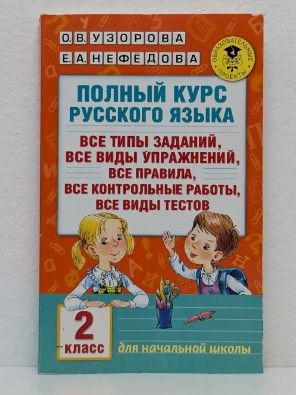 О.В. УЗОРОВА
Е.А. НЕФЁДОВА
ОБРАЗОВАТЕЛЬНЫЕ
ПРОЕКТЫ
ПОЛНЫЙ КУРС
РУССКОГО ЯЗЫКА
ВСЕ ТИПЫ ЗАДАНИЙ,
ВСЕ ВИДЫ УПРАЖНЕНИЙ,
ВСЕ ПРАВИЛА,
ВСЕ КОНТРОЛЬНЫЕ РАБОТЫ,
ВСЕ ВИДЫ ТЕСТОВ
2
класс
для начальной школы